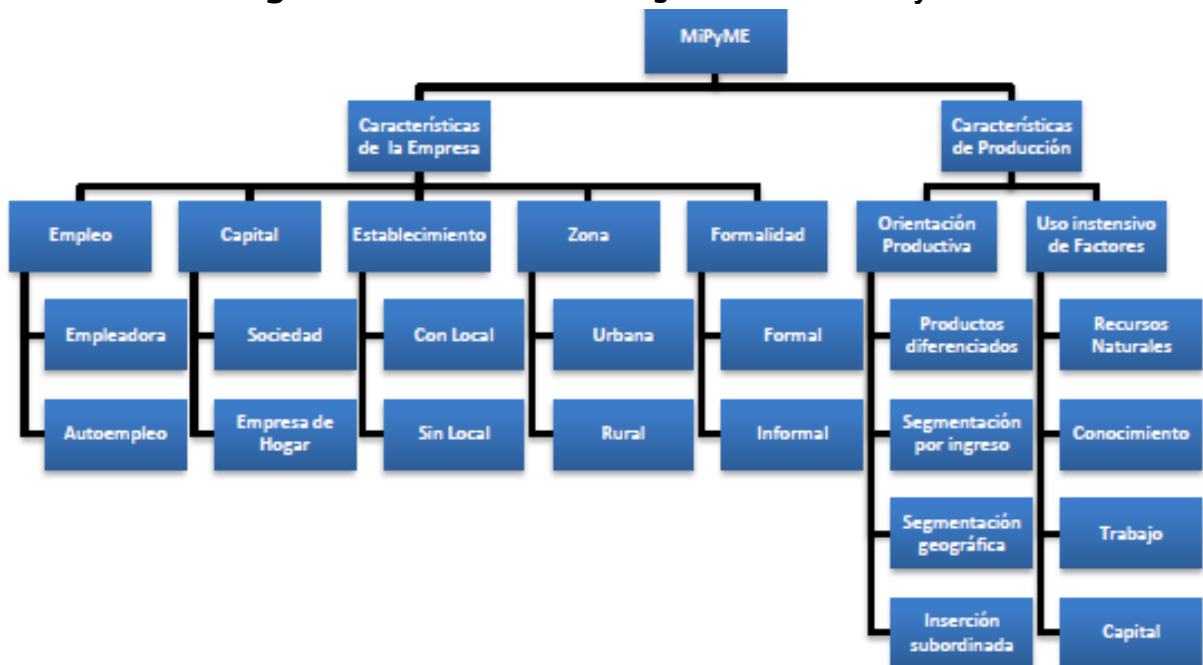 MiPyME
Características
de la Empresa
Características
de Producción
Empleo
Capital
Establecimiento
Zona
Formalidad
Orientación
Productiva
Uso instensivo
de Factores
Empleadora
Sociedad
Con Local
Urbana
Formal
Productos
diferenciados
Recursos
Naturales
Autoempleo
Empresa de
Hogar
Sin Local
Rural
Informal
Segmentación
por ingreso
Conocimiento
Segmentación
geográfica
Trabajo
Inserción
subordinada
Capital